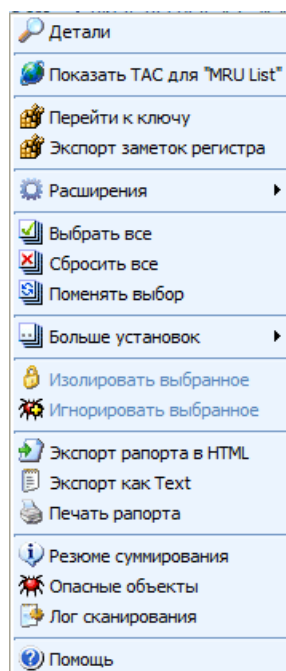 Детали
Показать TAC для "MRU List"
Перейти к ключу
Экспорт заметок регистра
Расширения
Выбрать все
Сбросить все
Поменять выбор
Больше установок
Изолировать выбранное
Игнорировать выбранное
Экспорт рапорта в HTML
Экспорт как Text
Печать рапорта
Резюме суммирования
Опасные объекты
Лог сканирования
Помощь